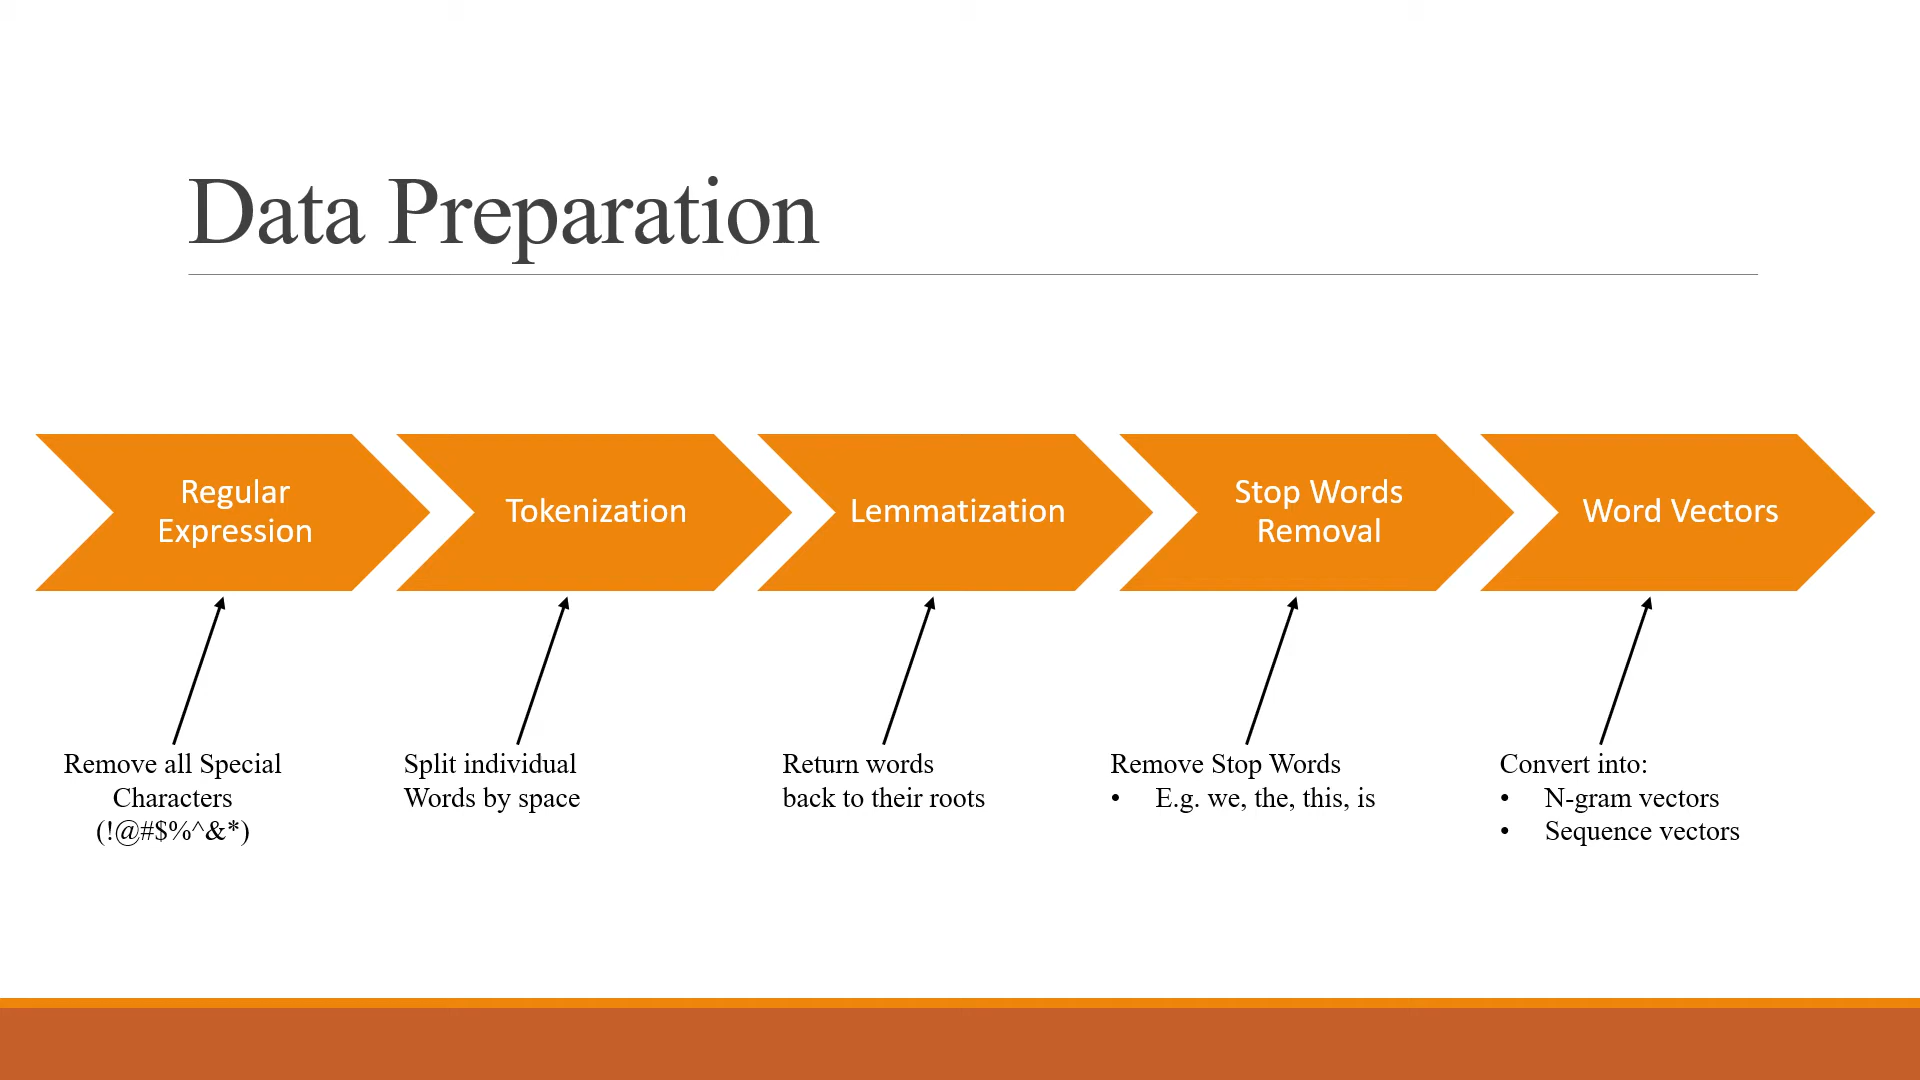 Data Preparation
Regular
Expression
Tokenization
Lemmatization
Stop Words
Removal
Word Vectors
Remove all Special
Characters
(!@#$%^&*)
Split individual
Words by space
Return words
back to their roots
Remove Stop Words
• E.g. we, the, this, is
Convert into:
• N-gram vectors
• Sequence vectors